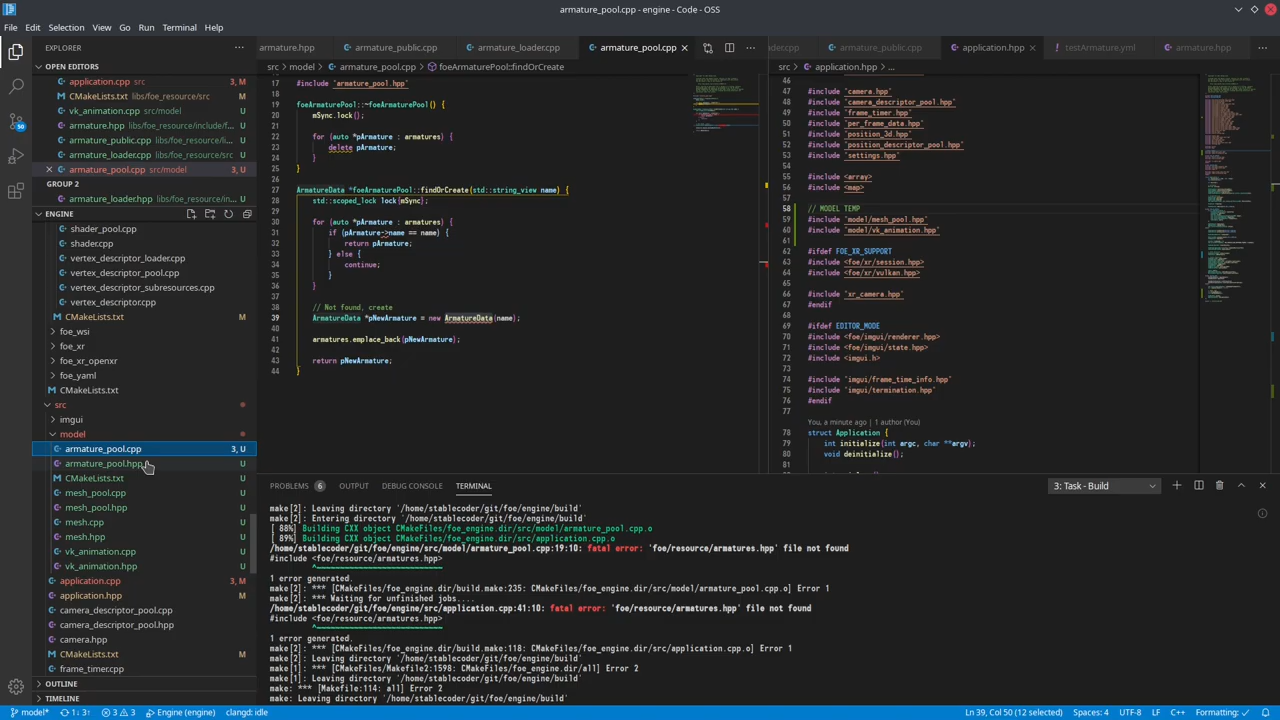 armature_pool.cpp - engine - Code - OSS
File Edit Selection View Go Run Terminal Help
EXPLORER
OPEN EDITORS
application.cpp src 3, M
CMakeLists.txt libs/foe_resource/src M
vk_animation.cpp src/model U
armature.hpp libs/foe_resource/include/f... U
armature_public.cpp libs/foe_resource/li... U
armature_loader.cpp libs/foe_resource/src U
armature_pool.cpp src/model 3, U
GROUP 2
armature_loader.hpp libs/foe_resource/in... U
ENGINE
shader_pool.cpp
shader.cpp
vertex_descriptor_loader.cpp
vertex_descriptor_pool.cpp
vertex_descriptor_subresources.cpp
vertex_descriptor.cpp
CMakeLists.txt M
foe_wsi
foe_xr
foe_xr_openxr
foe_yaml
CMakeLists.txt
src
imgui
model
armature_pool.cpp 3, U
armature_pool.hpp U
CMakeLists.txt U
mesh_pool.cpp U
mesh_pool.hpp U
mesh.cpp U
mesh.hpp U
vk_animation.cpp U
vk_animation.hpp U
application.cpp 3, M
application.hpp M
camera_descriptor_pool.cpp
camera_descriptor_pool.hpp
camera.hpp
CMakeLists.txt M
frame_timer.cpp
OUTLINE
TIMELINE
armature.hpp armature_public.cpp armature_loader.cpp armature_pool.cpp
src > model > armature_pool.cpp > foeArmaturePool::findOrCreate
17 #include "armature_pool.hpp"
18
19 foeArmaturePool::~foeArmaturePool() {
20 mSync.lock();
21
22 for (auto *pArmature : armatures) {
23 delete pArmature;
24 }
25 }
26
27 ArmatureData *foeArmaturePool::findOrCreate(std::string_view name) {
28 std::scoped_lock lock{mSync};
29
30 for (auto *pArmature : armatures) {
31 if (pArmature->name == name) {
32 return pArmature;
33 } else {
34 continue;
35 }
36 }
37
38 // Not found, create
39 ArmatureData *pNewArmature = new ArmatureData(name);
40
41 armatures.emplace_back(pNewArmature);
42
43 return pNewArmature;
44 }
der.cpp armature_public.cpp application.hpp testArmature.yml armature.hpp
src > application.hpp > ...
46
47 #include "camera.hpp"
48 #include "camera_descriptor_pool.hpp"
49 #include "frame_timer.hpp"
50 #include "per_frame_data.hpp"
51 #include "position_3d.hpp"
52 #include "position_descriptor_pool.hpp"
53 #include "settings.hpp"
54
55 #include <array>
56 #include <map>
57
58 // MODEL TEMP
59 #include "model/mesh_pool.hpp"
60 #include "model/vk_animation.hpp"
61
62 #ifdef FOE_XR_SUPPORT
63 #include <foe/xr/session.hpp>
64 #include <foe/xr/vulkan.hpp>
65
66 #include "xr_camera.hpp"
67 #endif
68
69 #ifdef EDITOR_MODE
70 #include <foe/imgui/renderer.hpp>
71 #include <foe/imgui/state.hpp>
72 #include <imgui.h>
73
74 #include "imgui/frame_time_info.hpp"
75 #include "imgui/termination.hpp"
76 #endif
77
You, a minute ago | 1 author (You)
78 struct Application {
79 int initialize(int argc, char **argv);
80 void deinitialize();
81
PROBLEMS 6 OUTPUT DEBUG CONSOLE TERMINAL 3: Task - Build
make[2]: Leaving directory '/home/stablecoder/git/foe/engine/build'
make[2]: Entering directory '/home/stablecoder/git/foe/engine/build'
[ 88%] Building CXX object CMakeFiles/foe_engine.dir/src/model/armature_pool.cpp.o
[ 89%] Building CXX object CMakeFiles/foe_engine.dir/src/application.cpp.o
/home/stablecoder/git/foe/engine/src/model/armature_pool.cpp:19:10: fatal error: 'foe/resource/armatures.hpp' file not found
#include <foe/resource/armatures.hpp>
^~~~~~~~~~~~~~~~~~~~~~~~~~~~
1 error generated.
make[2]: *** [CMakeFiles/foe_engine.dir/build.make:235: CMakeFiles/foe_engine.dir/src/model/armature_pool.cpp.o] Error 1
make[2]: *** Waiting for unfinished jobs....
/home/stablecoder/git/foe/engine/src/application.cpp:41:10: fatal error: 'foe/resource/armatures.hpp' file not found
#include <foe/resource/armatures.hpp>
^~~~~~~~~~~~~~~~~~~~~~~~~~~~
1 error generated.
make[2]: *** [CMakeFiles/foe_engine.dir/build.make:118: CMakeFiles/foe_engine.dir/src/application.cpp.o] Error 1
make[2]: Leaving directory '/home/stablecoder/git/foe/engine/build'
make[1]: *** [CMakeFiles/Makefile2:1598: CMakeFiles/foe_engine.dir/all] Error 2
make[1]: Leaving directory '/home/stablecoder/git/foe/engine/build'
make: *** [Makefile:114: all] Error 2
make: Leaving directory '/home/stablecoder/git/foe/engine/build'
model* 1↓ 3↑ 3 3 Engine (engine) clangd: idle Ln 39, Col 50 (12 selected) Spaces: 4 UTF-8 LF C++ Formatting: ✓